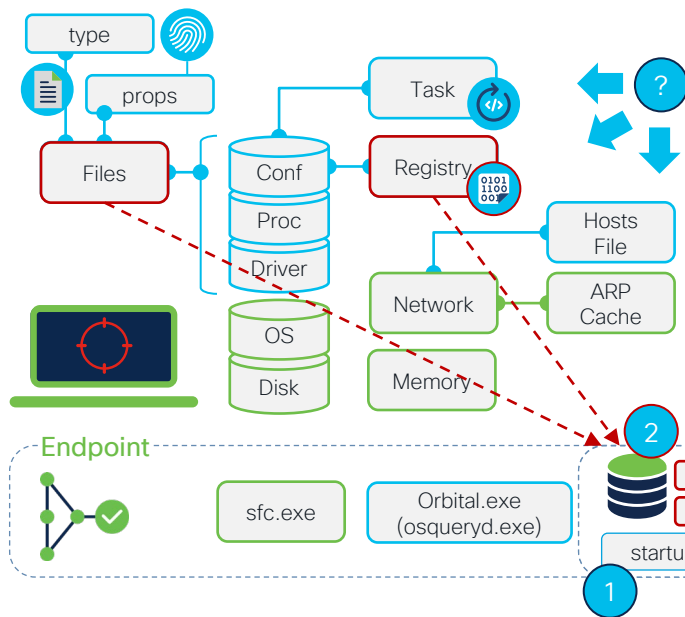 type
props
Files
Conf
Proc
Driver
OS
Disk
Task
</>
Registry
0101
1100
001
?
Hosts
File
Network
ARP
Cache
Memory
Endpoint
sfc.exe
Orbital.exe
(osqueryd.exe)
2
startu
1